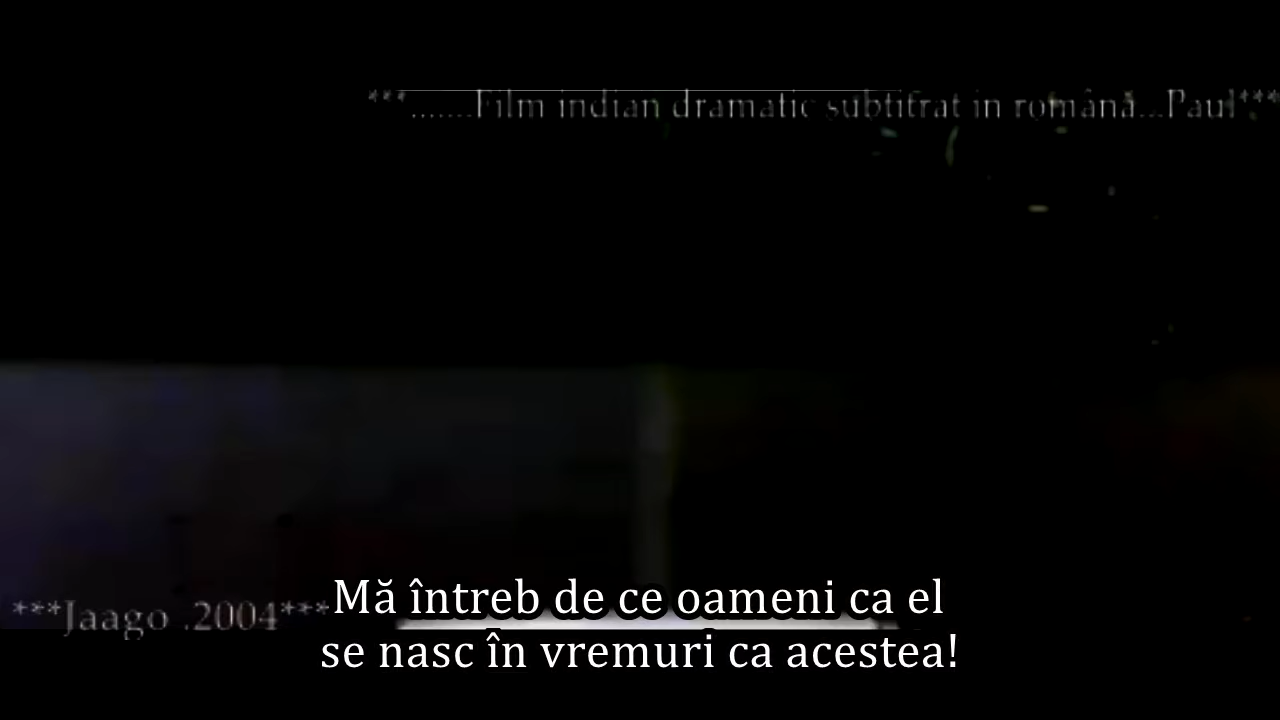 ***.......Film indian dramatic subtitrat in română...Paul***
***Jaago .2004***
Mă întreb de ce oameni ca el
se nasc în vremuri ca acestea!